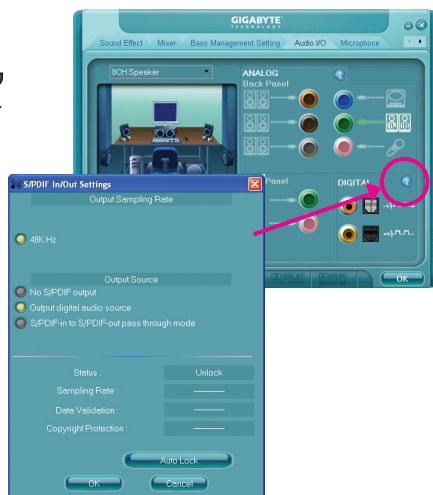 GIGABYTE
TECHNOLOGY
Sound Effect Mixer Bass Management Setting Audio I/O Microphone
8CH Speaker
ANALOG
Back Panel
Panel
DIGITAL
OK
S/PDIF In/Out Settings
Output Sampling Rate
48K Hz
Output Source
No S/PDIF output
Output digital audio source
S/PDIF-in to S/PDIF-out pass through mode
Status : Unlock
Sampling Rate :
Data Validation :
Copyright Protection :
Auto Lock
OK Cancel